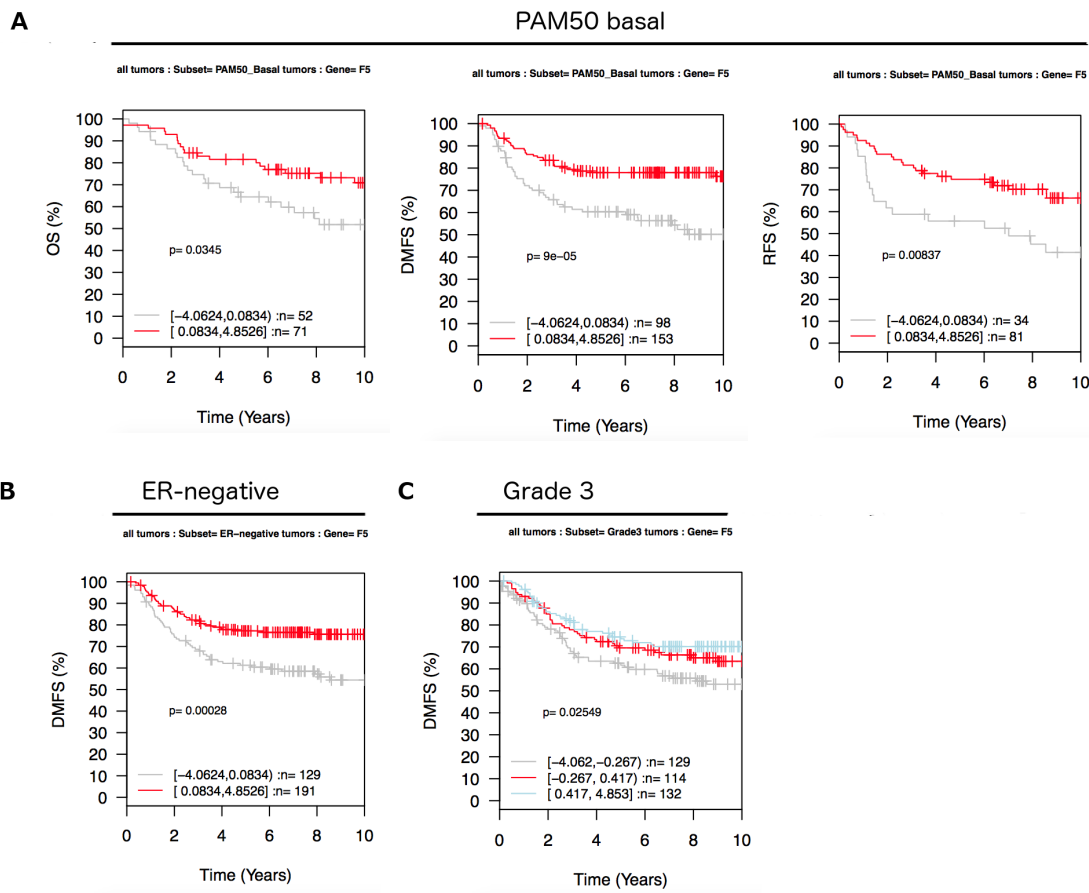 A
PAM50 basal
all tumors : Subset= PAM50_Basal tumors : Gene= F5
OS (%)
100
90
80
70
60
50
40
30
20
10
0
p= 0.0345
[−4.0624,0.0834) :n= 52
[ 0.0834,4.8526] :n= 71
0 2 4 6 8 10
Time (Years)
all tumors : Subset= PAM50_Basal tumors : Gene= F5
DMFS (%)
100
90
80
70
60
50
40
30
20
10
0
p= 9e−05
[−4.0624,0.0834) :n= 98
[ 0.0834,4.8526] :n= 153
0 2 4 6 8 10
Time (Years)
all tumors : Subset= PAM50_Basal tumors : Gene= F5
RFS (%)
100
90
80
70
60
50
40
30
20
10
0
p= 0.00837
[−4.0624,0.0834) :n= 34
[ 0.0834,4.8526] :n= 81
0 2 4 6 8 10
Time (Years)
B
ER-negative
all tumors : Subset= ER−negative tumors : Gene= F5
DMFS (%)
100
90
80
70
60
50
40
30
20
10
0
p= 0.00028
[−4.0624,0.0834) :n= 129
[ 0.0834,4.8526] :n= 191
0 2 4 6 8 10
Time (Years)
C
Grade 3
all tumors : Subset= Grade3 tumors : Gene= F5
DMFS (%)
100
90
80
70
60
50
40
30
20
10
0
p= 0.02549
[−4.062,−0.267) :n= 129
[−0.267, 0.417) :n= 114
[ 0.417, 4.853] :n= 132
0 2 4 6 8 10
Time (Years)